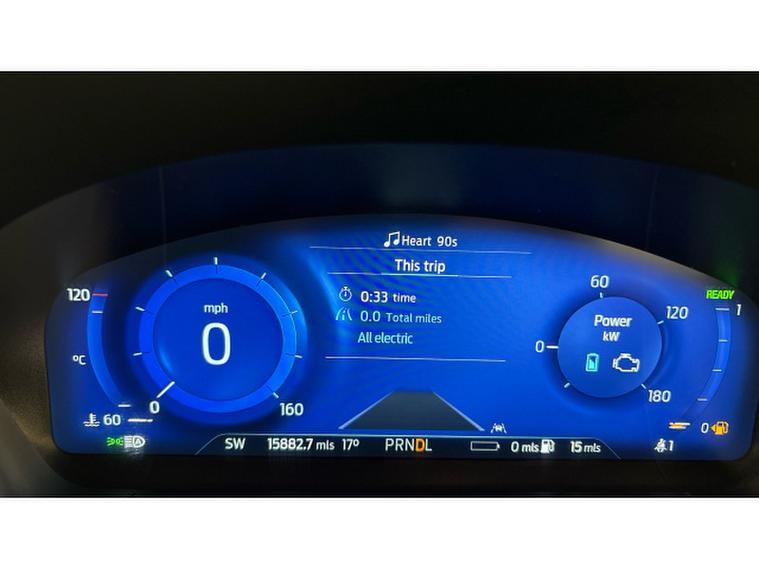 Heart 90s
This trip
0:33 time
0.0 Total miles
All electric
120
°C
60
mph
0
0
160
60
0
120
180
Power
kW
READY
1
0
SW 15882.7 mls 17° PRNDL 0 mls 15 mls 1